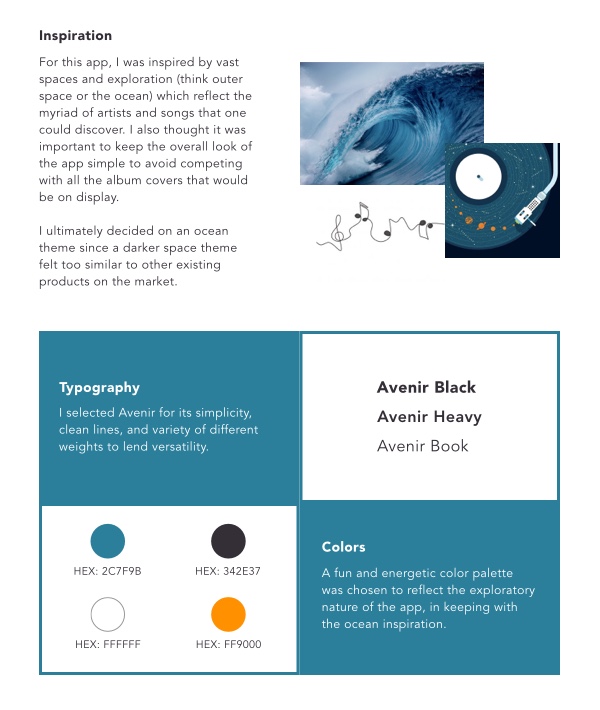 Inspiration
For this app, I was inspired by vast
spaces and exploration (think outer
space or the ocean) which reflect the
myriad of artists and songs that one
could discover. I also thought it was
important to keep the overall look of
the app simple to avoid competing
with all the album covers that would
be on display.
I ultimately decided on an ocean
theme since a darker space theme
felt too similar to other existing
products on the market.
Typography
I selected Avenir for its simplicity,
clean lines, and variety of different
weights to lend versatility.
Avenir Black
Avenir Heavy
Avenir Book
HEX: 2C7F9B
HEX: 342E37
HEX: FFFFFF
HEX: FF9000
Colors
A fun and energetic color palette
was chosen to reflect the exploratory
nature of the app, in keeping with
the ocean inspiration.